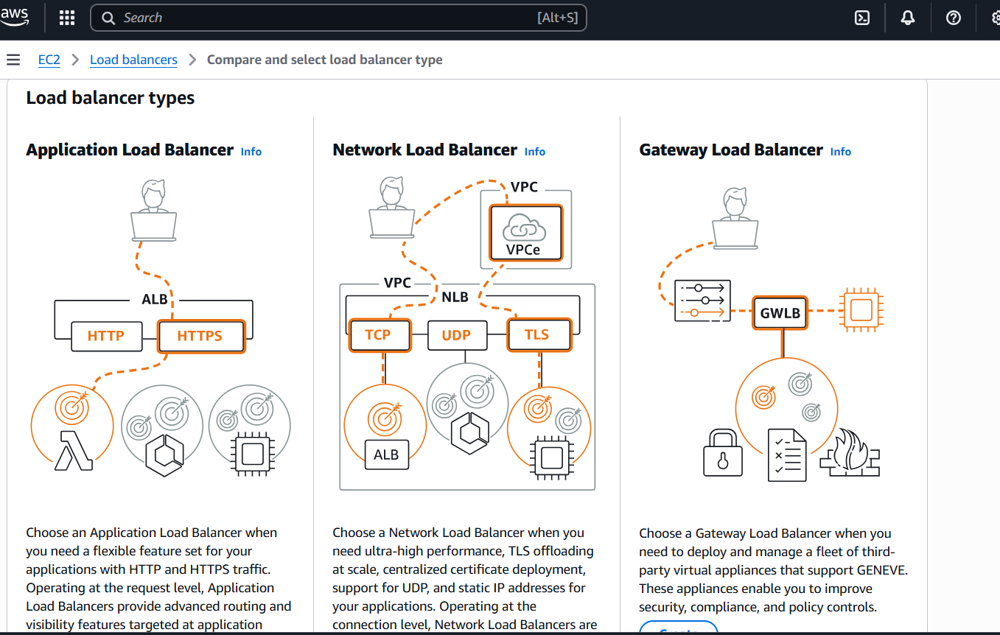 aws
Search [Alt+S]
EC2 Load balancers Compare and select load balancer type
Load balancer types
Application Load Balancer Info
ALB
HTTP HTTPS
Choose an Application Load Balancer when
you need a flexible feature set for your
applications with HTTP and HTTPS traffic.
Operating at the request level, Application
Load Balancers provide advanced routing and
visibility features targeted at application
Network Load Balancer Info
VPC
VPCe
VPC
NLB
TCP UDP TLS
ALB
Choose a Network Load Balancer when you
need ultra-high performance, TLS offloading
at scale, centralized certificate deployment,
support for UDP, and static IP addresses for
your applications. Operating at the
connection level, Network Load Balancers are
Gateway Load Balancer Info
GWLB
Choose a Gateway Load Balancer when you
need to deploy and manage a fleet of third-
party virtual appliances that support GENEVE.
These appliances enable you to improve
security, compliance, and policy controls.